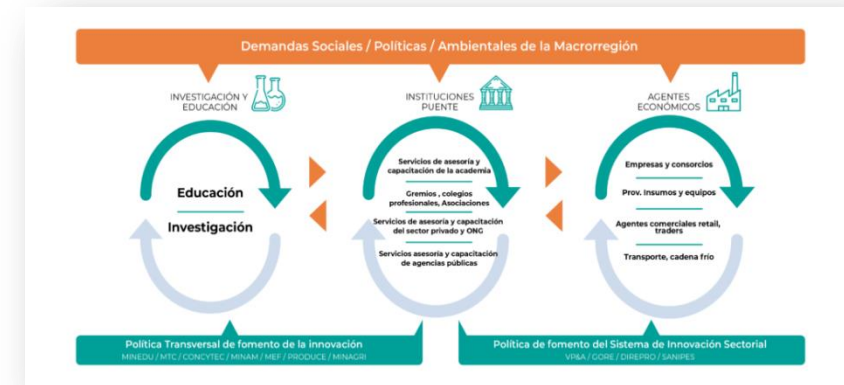 Demandas Sociales / Políticas / Ambientales de la Macrorregión
INVESTIGACIÓN Y
EDUCACIÓN
Educación
Investigación
INSTITUCIONES
PUENTE
Servicios de asesoría y
capacitación de la academia
Gremios , colegios
profesionales, Asociaciones
Servicios de asesoría y capacitación
del sector privado y ONG
Servicios asesoría y capacitación
de agencias públicas
AGENTES
ECONÓMICOS
Empresas y consorcios
Prov. Insumos y equipos
Agentes comerciales retail,
traders
Transporte, cadena frío
Política Transversal de fomento de la innovación
MINEDU / MTC / CONCYTEC / MINAM / MEF / PRODUCE / MINAGRI
Política de fomento del Sistema de Innovación Sectorial
VP&A / GORE / DIREPRO / SANIPES